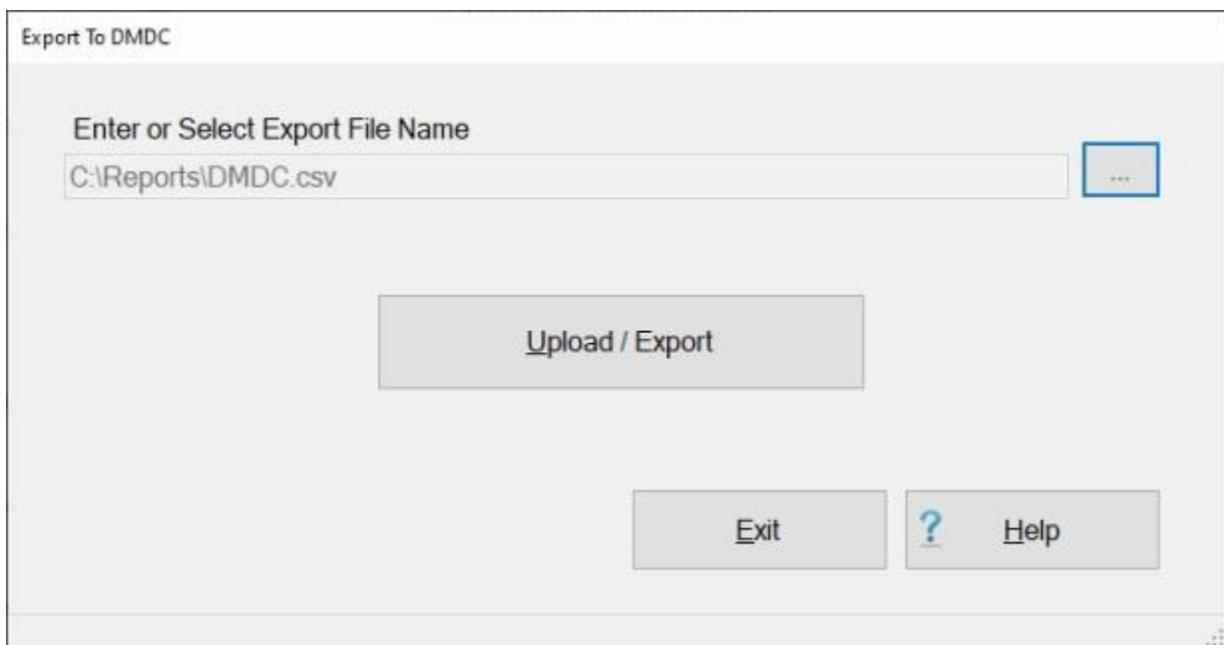 Export To DMDC
Enter or Select Export File Name
C:\Reports\DMDC.csv
...
Upload / Export
Exit
? Help